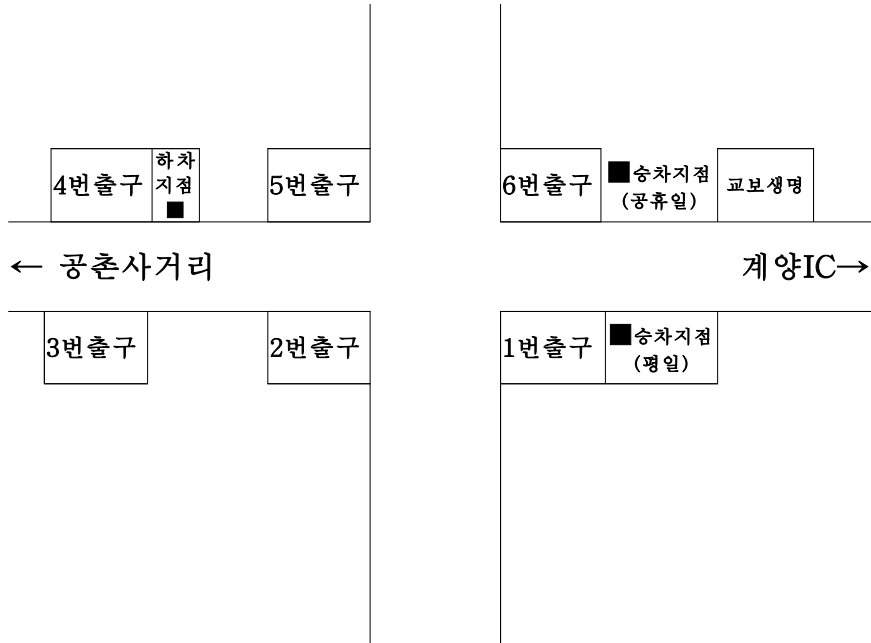 4번출구
하차
지점
■
5번출구
6번출구
■승차지점
(공휴일)
교보생명
← 공촌사거리
계양IC→
3번출구
2번출구
1번출구
■승차지점
(평일)